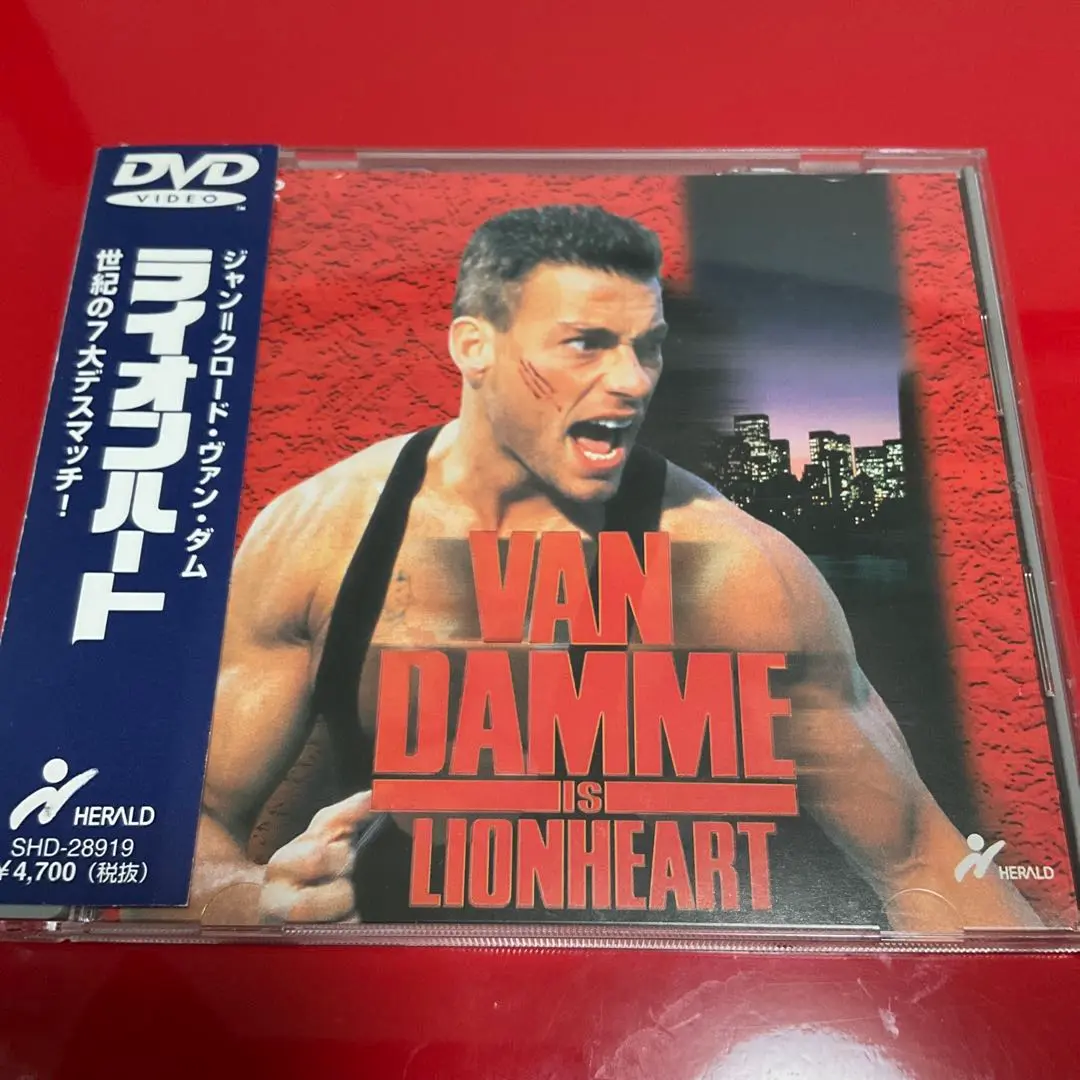 DVD
VIDEO
TM
ジャン=クロード・ヴァン・ダム
ライオンハート
世紀の7大デスマッチ!
HERALD
SHD-28919
¥4,700(税抜)
VAN
DAMME
IS
LIONHEART
HERALD